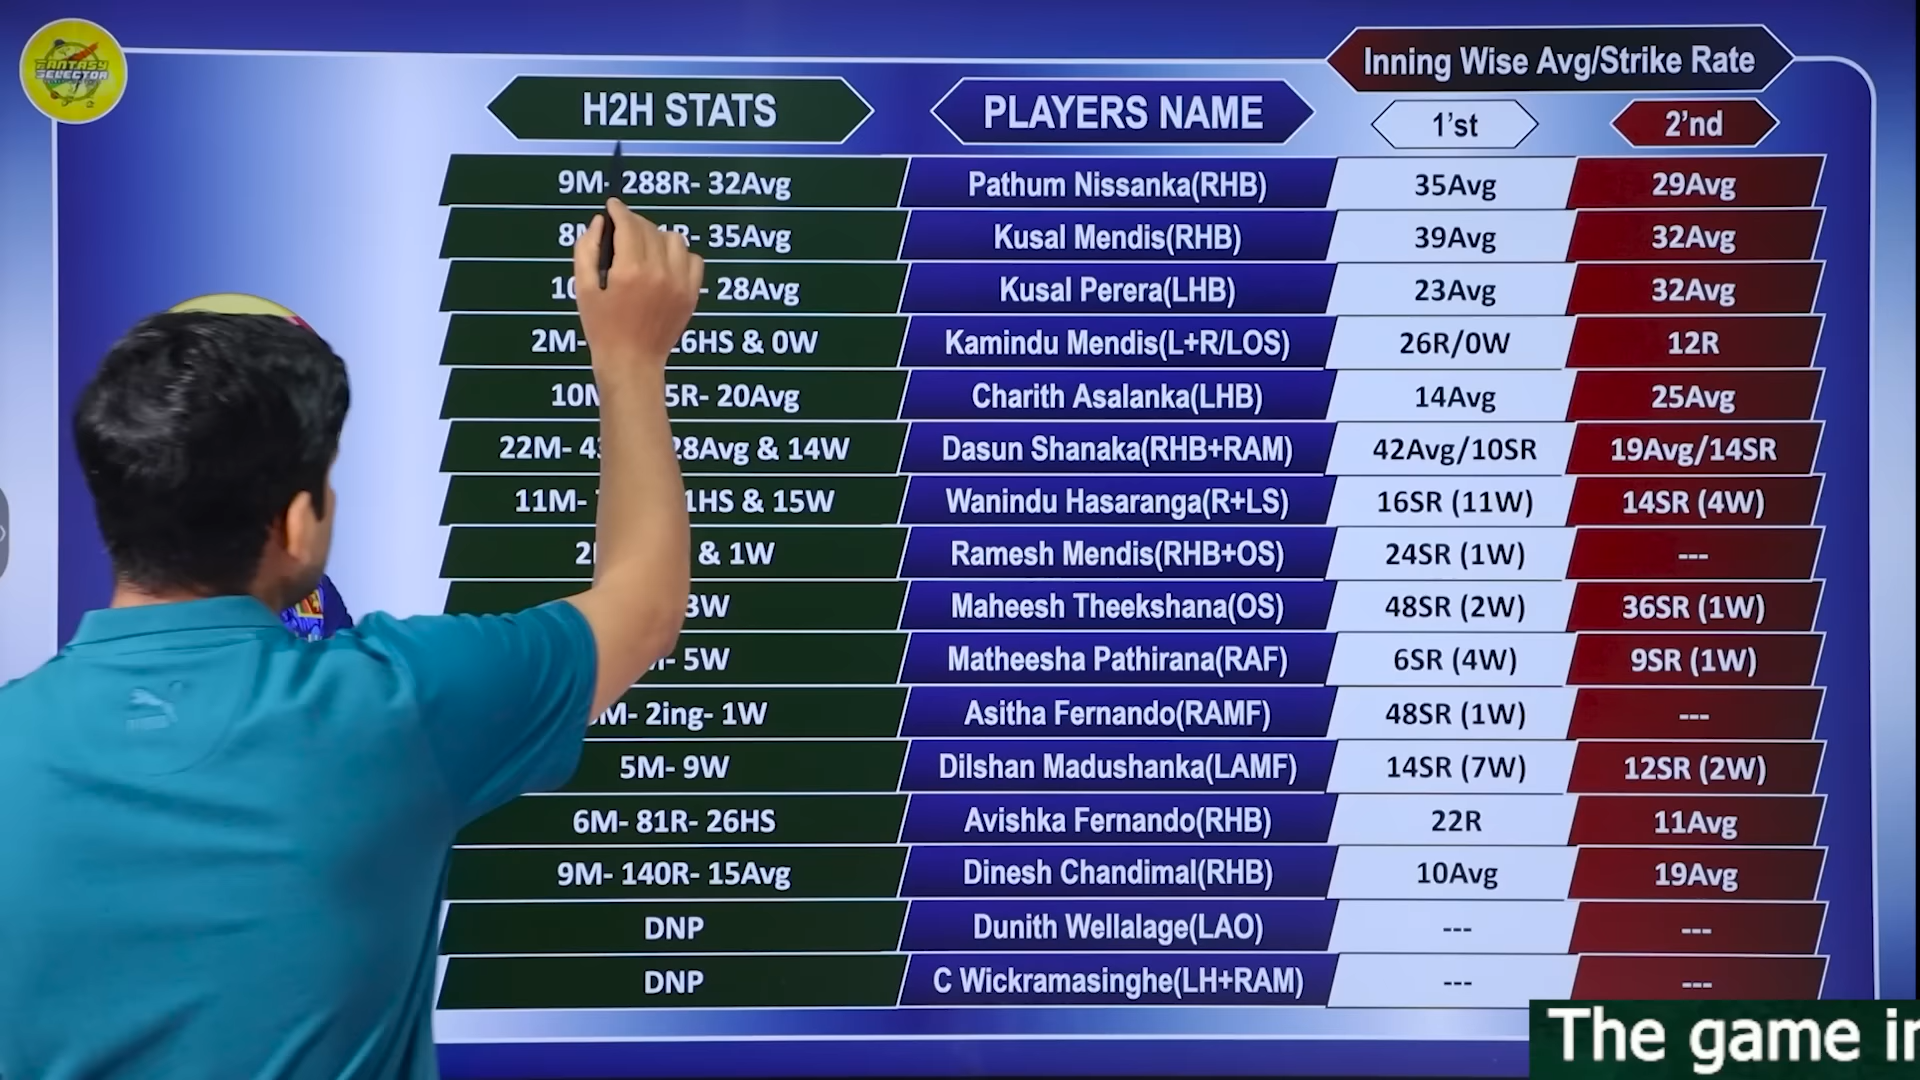 FANTASY
SELECTOR
Inning Wise Avg/Strike Rate
H2H STATS PLAYERS NAME 1'st 2'nd
9M- 288R- 32Avg Pathum Nissanka(RHB) 35Avg 29Avg
35Avg Kusal Mendis(RHB) 39Avg 32Avg
- 28Avg Kusal Perera(LHB) 23Avg 32Avg
2M- & 0W Kamindu Mendis(L+R/LOS) 26R/0W 12R
20Avg Charith Asalanka(LHB) 14Avg 25Avg
22M- & 14W Dasun Shanaka(RHB+RAM) 42Avg/10SR 19Avg/14SR
11M- & 15W Wanindu Hasaranga(R+LS) 16SR (11W) 14SR (4W)
& 1W Ramesh Mendis(RHB+OS) 24SR (1W) ---
Maheesh Theekshana(OS) 48SR (2W) 36SR (1W)
5W Matheesha Pathirana(RAF) 6SR (4W) 9SR (1W)
2ing- 1W Asitha Fernando(RAMF) 48SR (1W) ---
5M- 9W Dilshan Madushanka(LAMF) 14SR (7W) 12SR (2W)
6M- 81R- 26HS Avishka Fernando(RHB) 22R 11Avg
9M- 140R- 15Avg Dinesh Chandimal(RHB) 10Avg 19Avg
DNP Dunith Wellalage(LAO) --- ---
DNP C Wickramasinghe(LH+RAM) --- ---
The game in